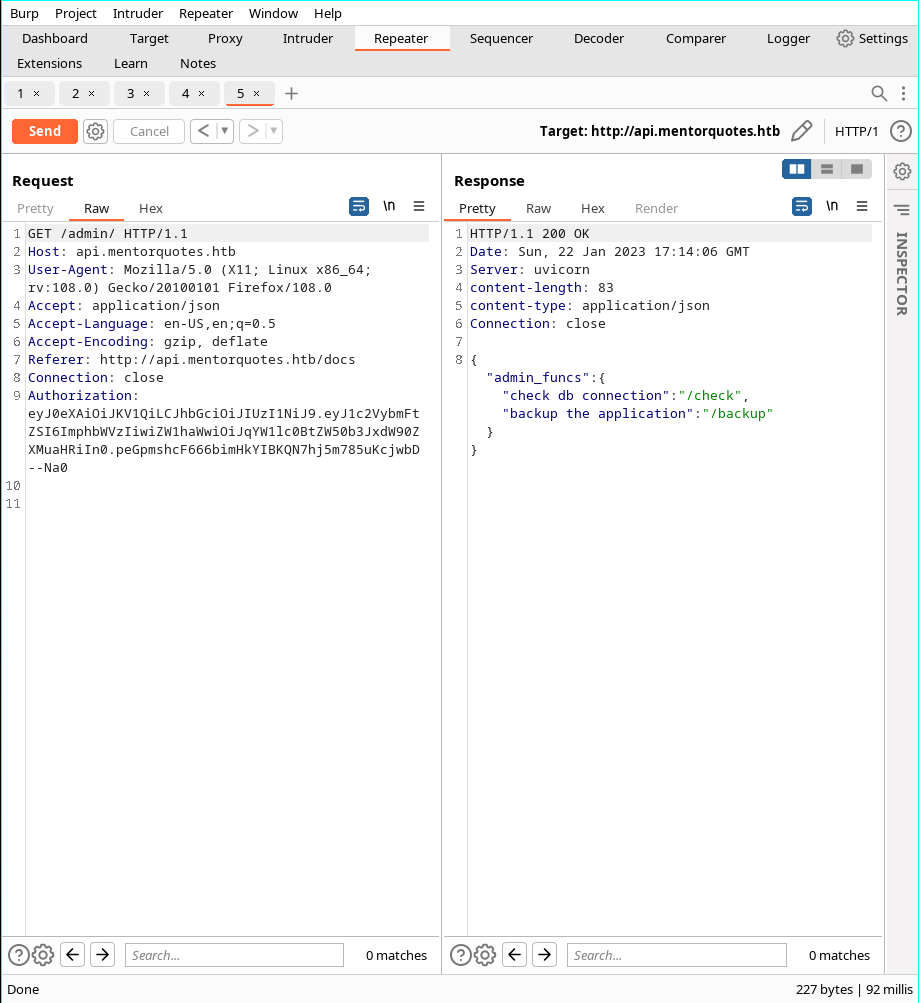 Burp Project Intruder Repeater Window Help
Dashboard Target Proxy Intruder Repeater Sequencer Decoder Comparer Logger Settings
Extensions Learn Notes
1 × 2 × 3 × 4 × 5 × +
Send Cancel < > Target: http://api.mentorquotes.htb HTTP/1 ?
Request
Pretty Raw Hex \n
1 GET /admin/ HTTP/1.1
2 Host: api.mentorquotes.htb
3 User-Agent: Mozilla/5.0 (X11; Linux x86_64;
rv:108.0) Gecko/20100101 Firefox/108.0
4 Accept: application/json
5 Accept-Language: en-US,en;q=0.5
6 Accept-Encoding: gzip, deflate
7 Referer: http://api.mentorquotes.htb/docs
8 Connection: close
9 Authorization:
eyJ0eXAiOiJKV1QiLCJhbGciOiJIUzI1NiJ9.eyJ1c2VybmFt
ZSI6ImphbWVzIiwiZW1haWwiOiJqYW1lc0BtZW50b3JxdW90Z
XMuaHRiIn0.peGpmshcF666bimHkYIBKQN7hj5m785uKcjwbD
--Na0
10
11
? Search... 0 matches
Response
Pretty Raw Hex Render \n
1 HTTP/1.1 200 OK
2 Date: Sun, 22 Jan 2023 17:14:06 GMT
3 Server: uvicorn
4 content-length: 83
5 content-type: application/json
6 Connection: close
7
8 {
"admin_funcs":{
"check db connection":"/check",
"backup the application":"/backup"
}
}
? Search... 0 matches
INSPECTOR
Done 227 bytes | 92 millis